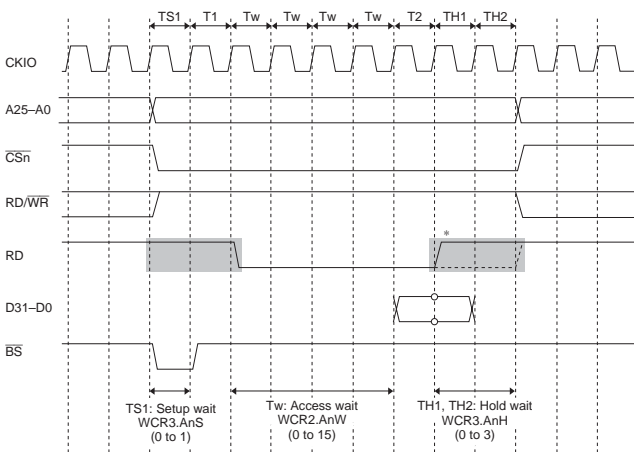 TS1 T1 Tw Tw Tw Tw T2 TH1 TH2
CKIO
A25–A0
CSn
RD/WR
*
RD
D31–D0
BS
TS1: Setup wait
WCR3.AnS
(0 to 1)
Tw: Access wait
WCR2.AnW
(0 to 15)
TH1, TH2: Hold wait
WCR3.AnH
(0 to 3)